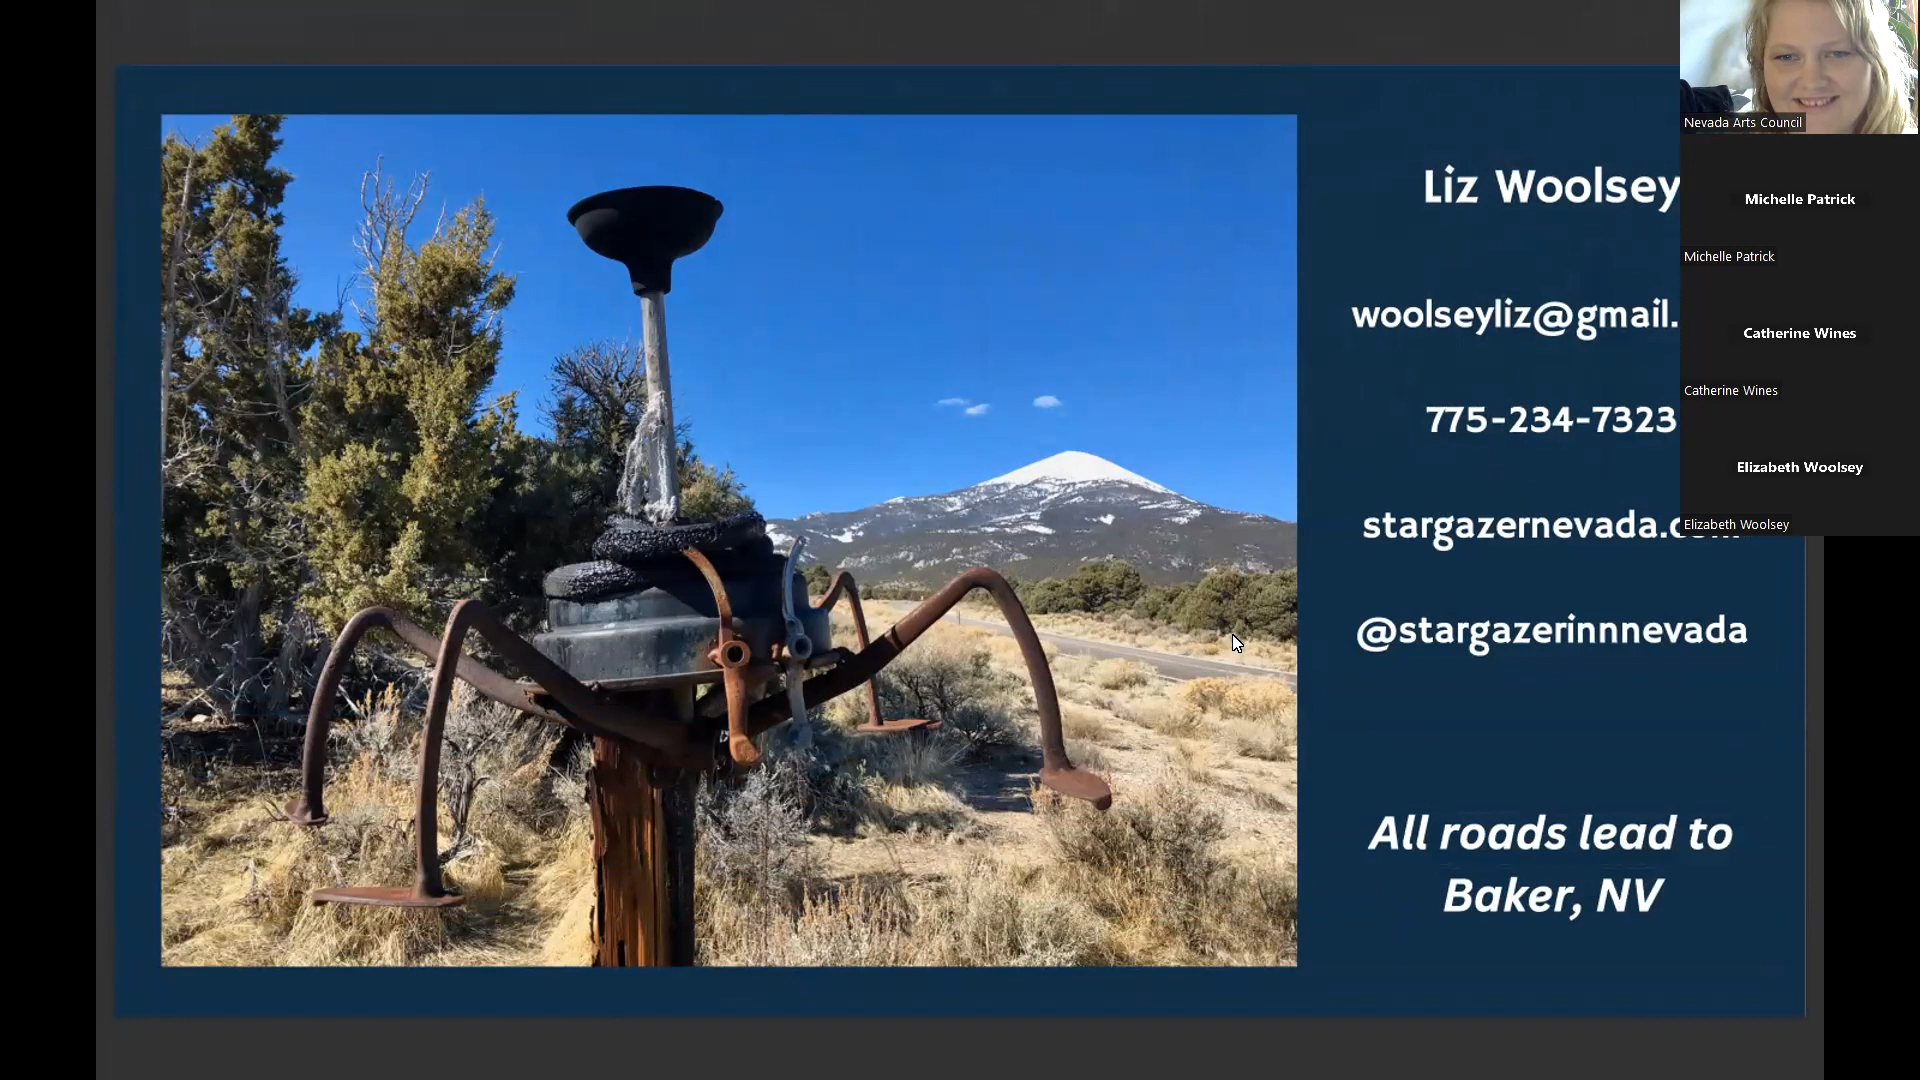 Liz Woolsey
woolseyliz@gmail.
775-234-7323
stargazernevada.com
@stargazerinnnevada
All roads lead to
Baker, NV
Nevada Arts Council
Michelle Patrick
Michelle Patrick
Catherine Wines
Catherine Wines
Elizabeth Woolsey
Elizabeth Woolsey